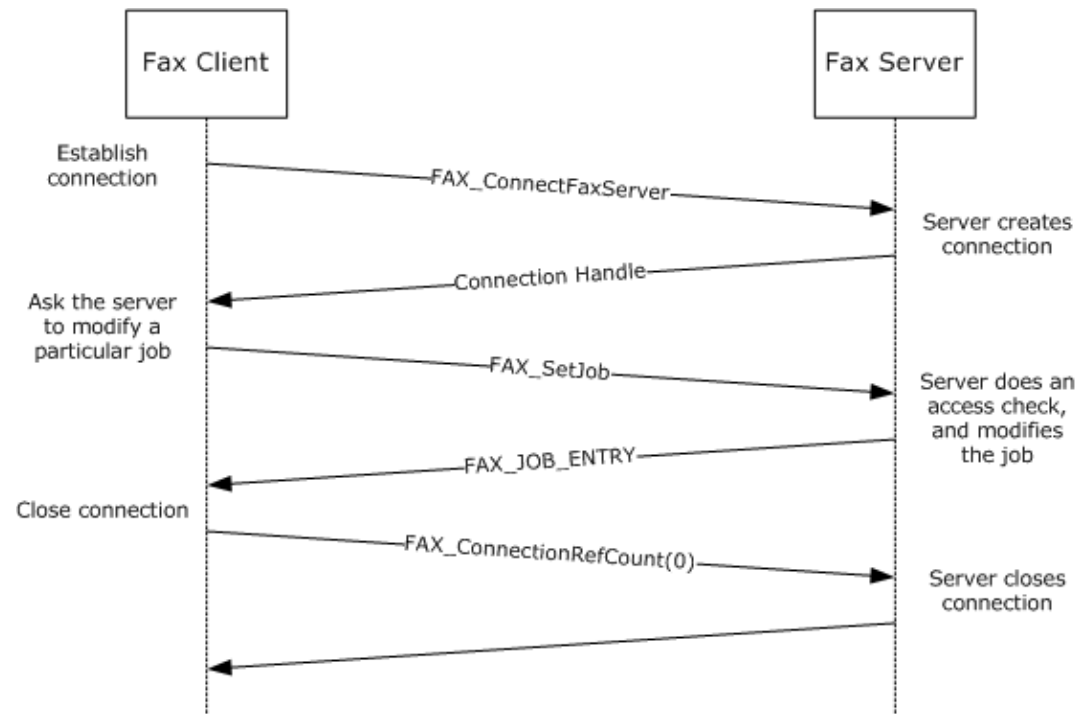 Fax Client
Fax Server
Establish
connection
FAX_ConnectFaxServer
Server creates
connection
Connection Handle
Ask the server
to modify a
particular job
FAX_SetJob
Server does an
access check,
and modifies
the job
FAX_JOB_ENTRY
Close connection
FAX_ConnectionRefCount(0)
Server closes
connection